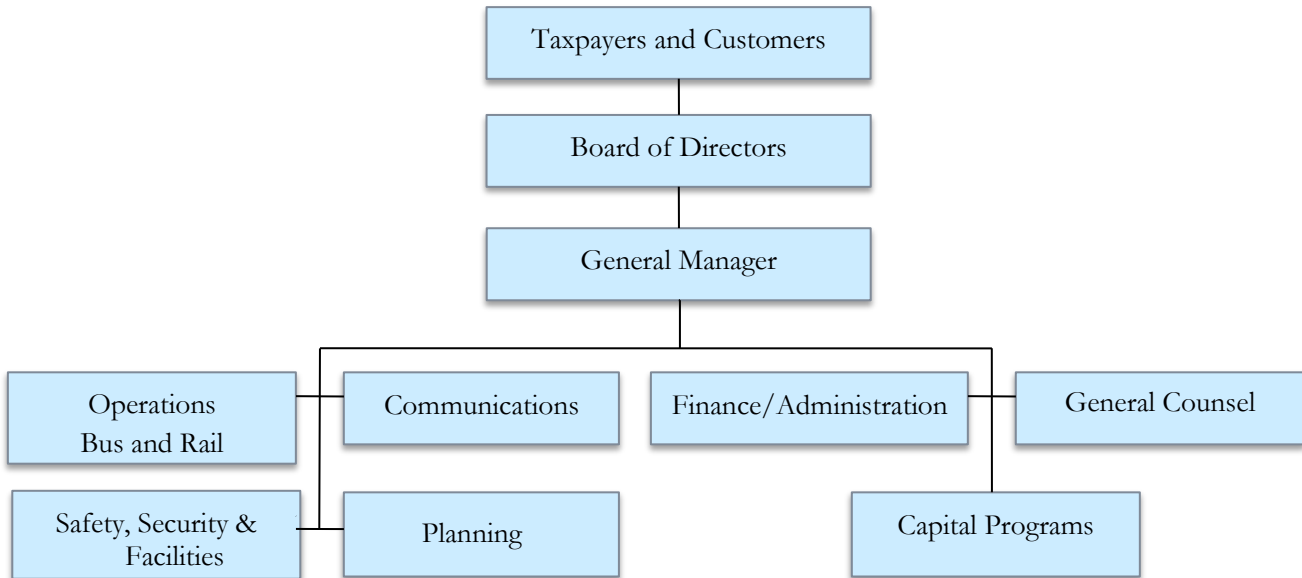 Taxpayers and Customers
Board of Directors
General Manager
Operations
Bus and Rail
Communications
Finance/Administration
General Counsel
Safety, Security &
Facilities
Planning
Capital Programs